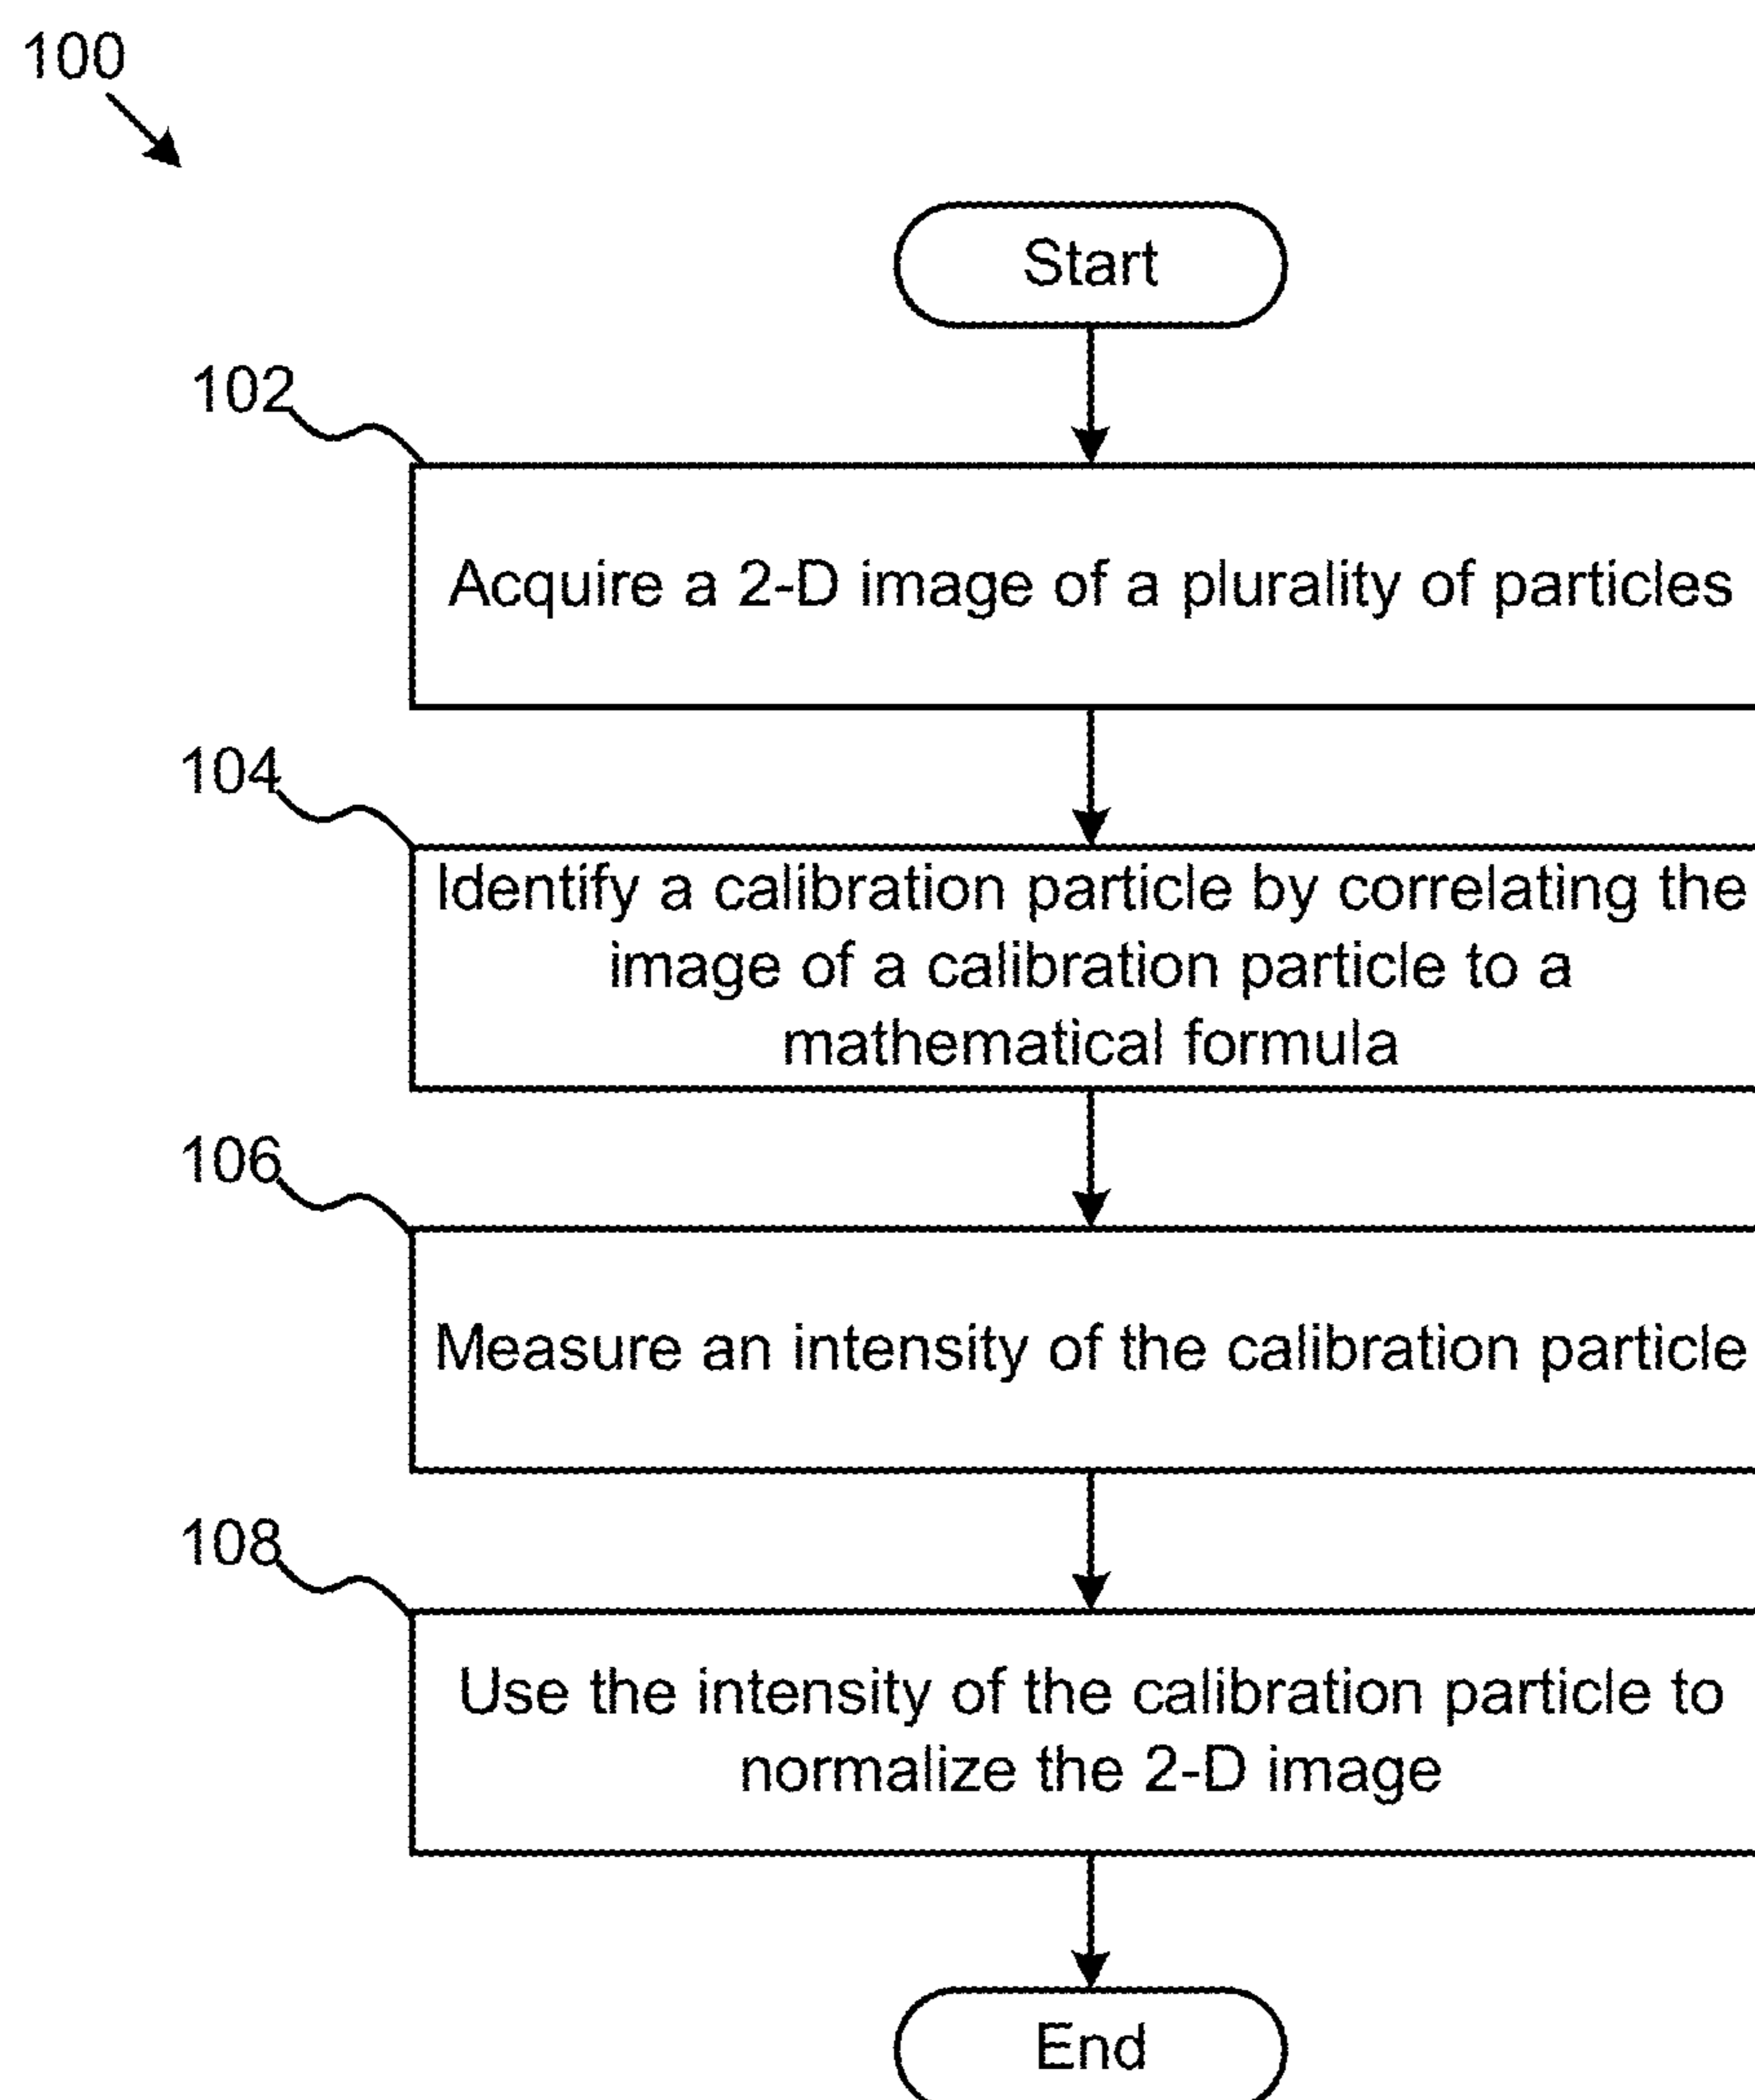 100
Start
102
Acquire a 2-D image of a plurality of particles
104
Identify a calibration particle by correlating the
image of a calibration particle to a
mathematical formula
106
Measure an intensity of the calibration particle
108
Use the intensity of the calibration particle to
normalize the 2-D image
End